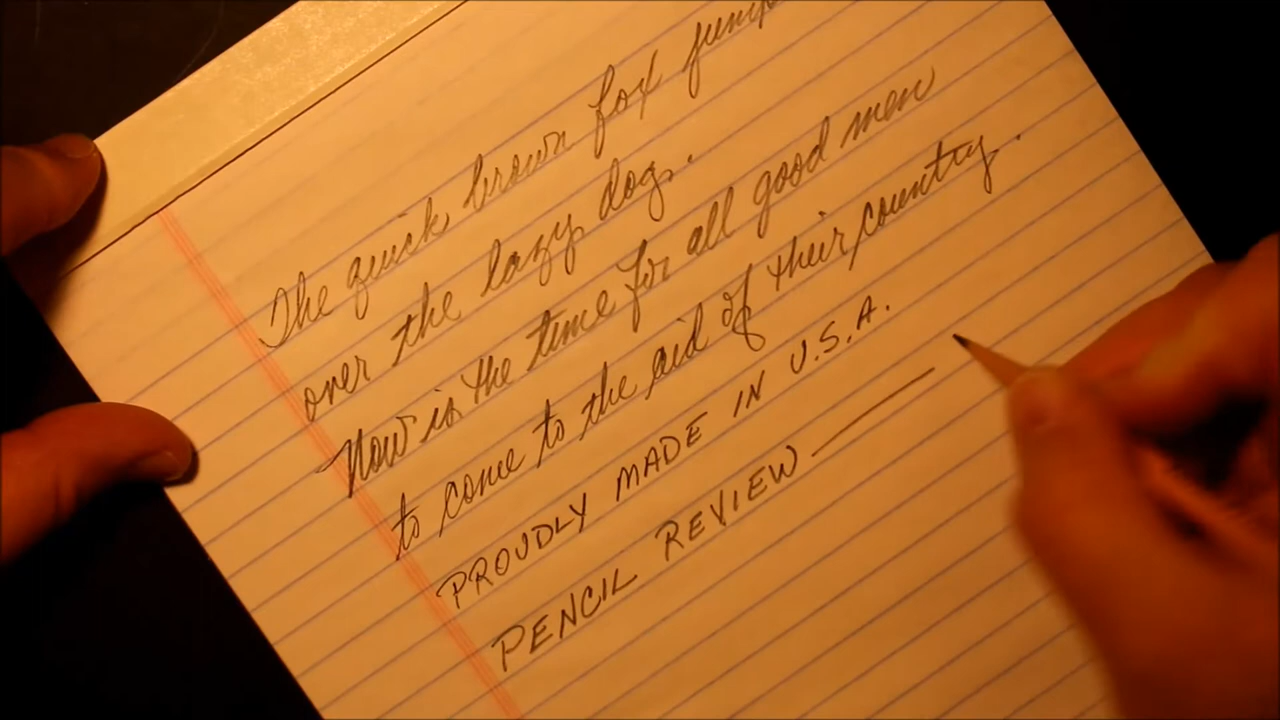 The quick brown fox jump
over the lazy dog.
Now is the time for all good men
to come to the aid of their country.
PROUDLY MADE IN U.S.A.
PENCIL REVIEW —